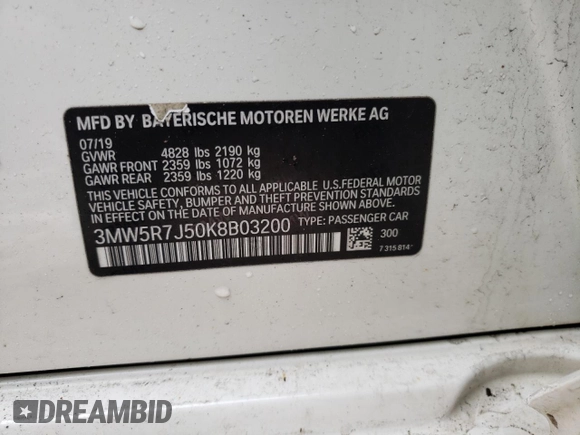 MFD BY BAYERISCHE MOTOREN WERKE AG
07/19
GVWR 4828 lbs 2190 kg
GAWR FRONT 2359 lbs 1072 kg
GAWR REAR 2359 lbs 1220 kg
THIS VEHICLE CONFORMS TO ALL APPLICABLE U.S.FEDERAL MOTOR
VEHICLE SAFETY, BUMPER, AND THEFT PREVENTION STANDARDS
IN EFFECT ON THE DATE OF MANUFACTURE SHOWN ABOVE.
3MW5R7J50K8B03200 TYPE: PASSENGER CAR
300
7 315 814
DREAMBID